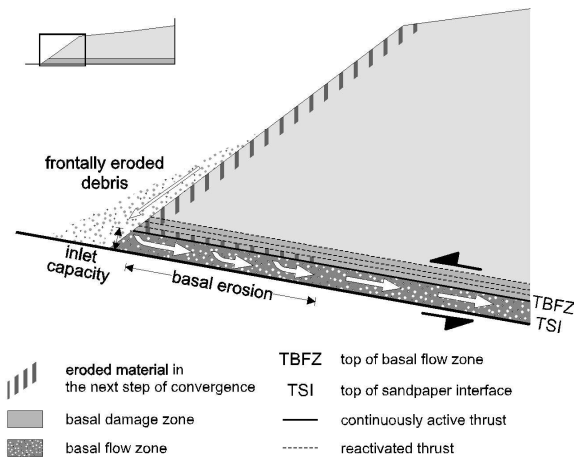 frontally eroded
debris
inlet
capacity
basal erosion
TBFZ
TSI
eroded material in
the next step of convergence
basal damage zone
basal flow zone
TBFZ top of basal flow zone
TSI top of sandpaper interface
continuously active thrust
reactivated thrust